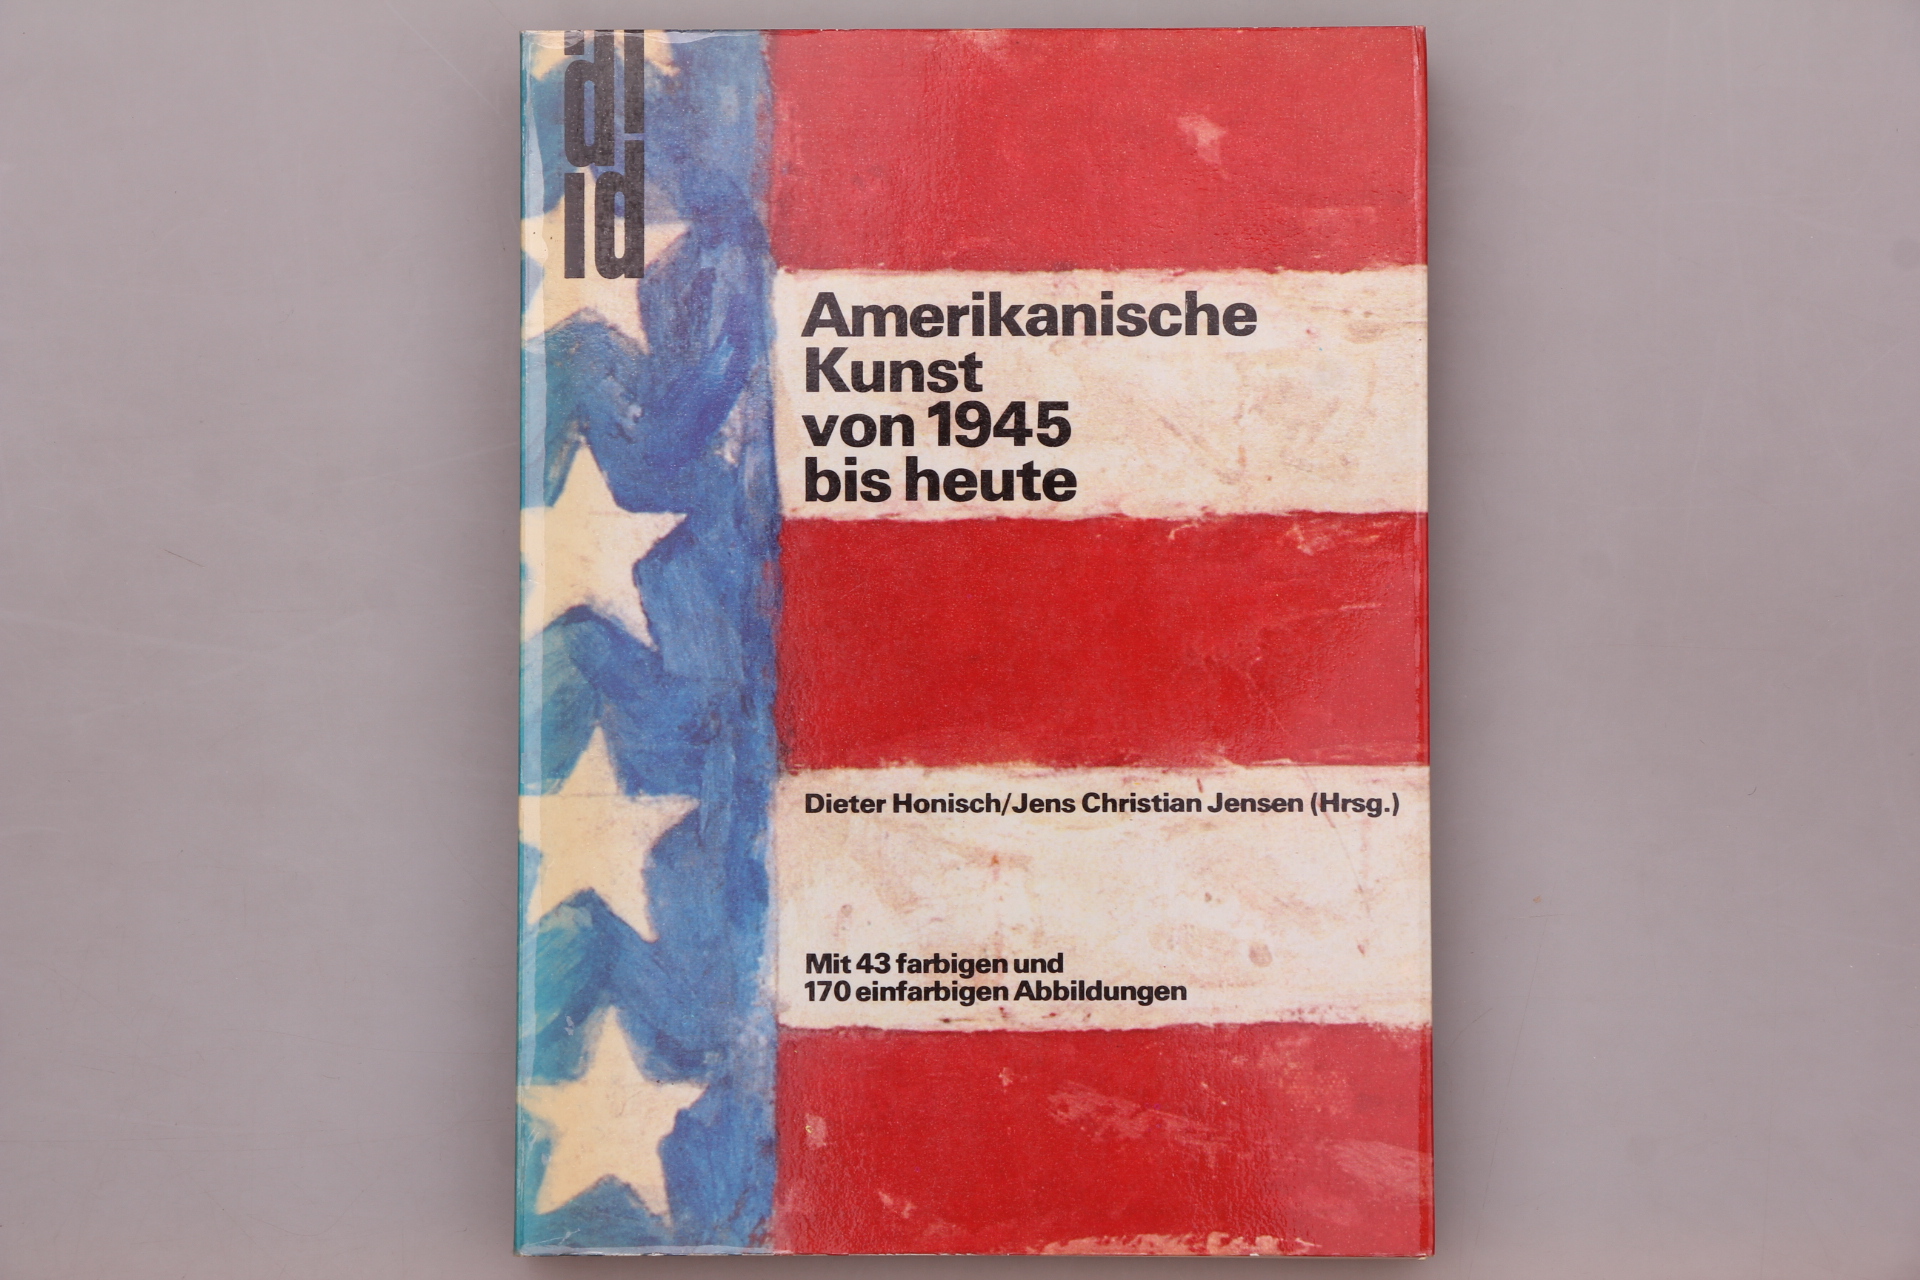 Amerikanische
Kunst
von 1945
bis heute
Dieter Honisch/Jens Christian Jensen (Hrsg.)
Mit 43 farbigen und
170 einfarbigen Abbildungen